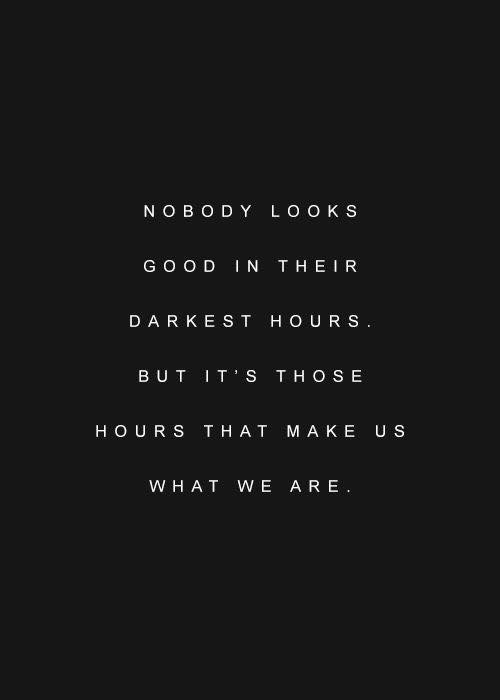 NOBODY LOOKS
GOOD IN THEIR
DARKEST HOURS.
BUT IT’S THOSE
HOURS THAT MAKE US
WHAT WE ARE.